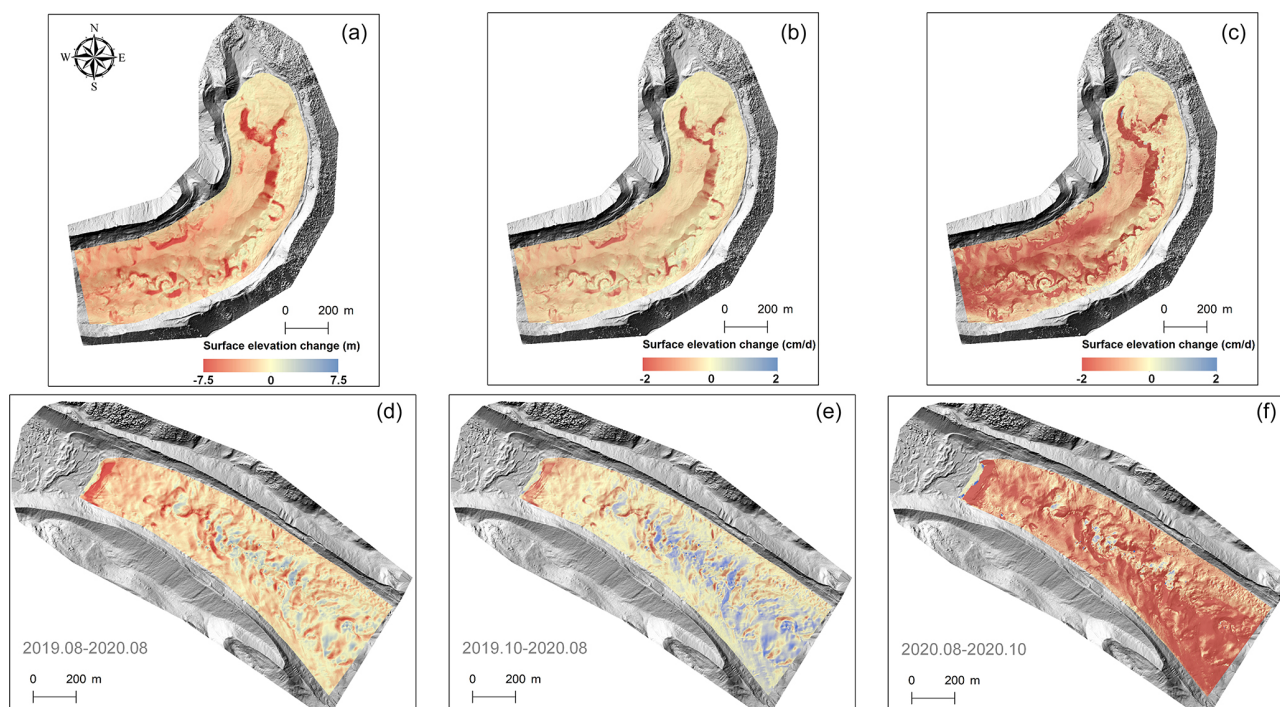 (a)
N
W E
S
0 200 m
Surface elevation change (m)
-7.5 0 7.5
(b)
0 200 m
Surface elevation change (cm/d)
-2 0 2
(c)
0 200 m
Surface elevation change (cm/d)
-2 0 2
(d)
2019.08-2020.08
0 200 m
(e)
2019.10-2020.08
0 200 m
(f)
2020.08-2020.10
0 200 m